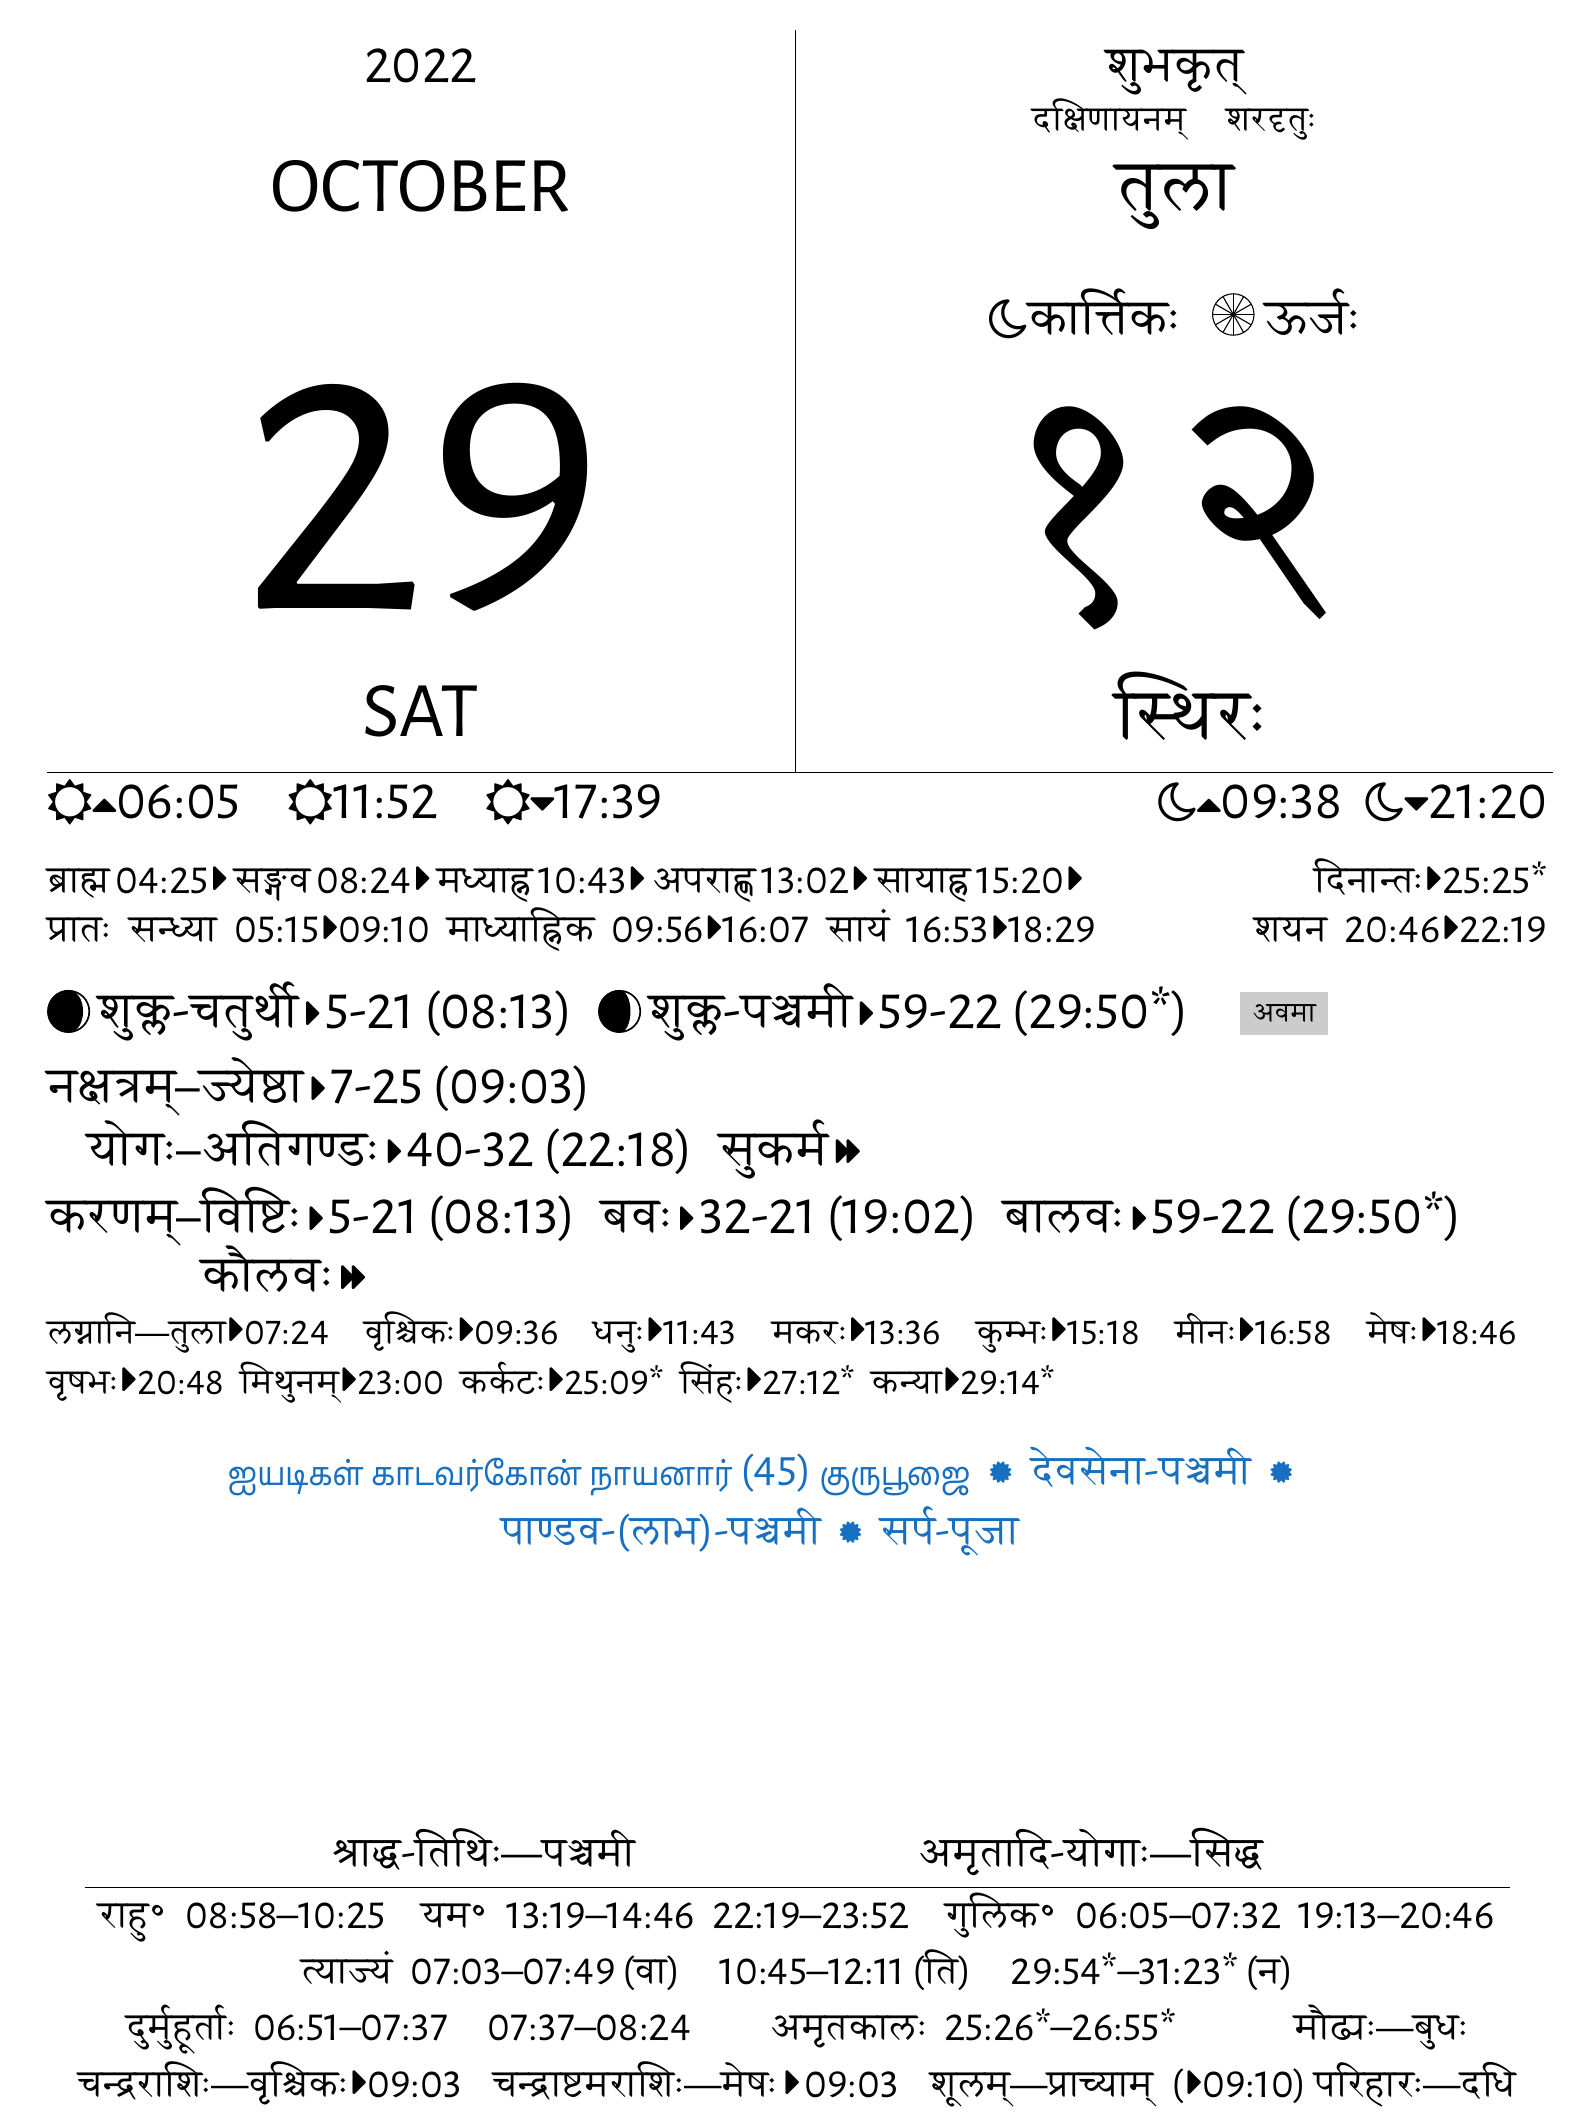 2022
OCTOBER
29
SAT
शुभकृत्
दक्षिणायनम् शरदृतुः
तुला
कार्त्तिकः ऊर्जः
१२
स्थिरः
06:05 11:52 17:39 09:38 21:20
ब्राह्म 04:25 सङ्गव 08:24 मध्याह्न 10:43 अपराह्ण 13:02 सायाह्न 15:20 दिनान्तः 25:25*
प्रातः सन्ध्या 05:15 09:10 माध्याह्निक 09:56 16:07 सायं 16:53 18:29 शयन 20:46 22:19
शुक्ल-चतुर्थी 5-21 (08:13) शुक्ल-पञ्चमी 59-22 (29:50*) अवमा
नक्षत्रम्–ज्येष्ठा 7-25 (09:03)
योगः–अतिगण्डः 40-32 (22:18) सुकर्म
करणम्–विष्टिः 5-21 (08:13) बवः 32-21 (19:02) बालवः 59-22 (29:50*)
कौलवः
लग्नानि—तुला 07:24 वृश्चिकः 09:36 धनुः 11:43 मकरः 13:36 कुम्भः 15:18 मीनः 16:58 मेषः 18:46
वृषभः 20:48 मिथुनम् 23:00 कर्कटः 25:09* सिंहः 27:12* कन्या 29:14*
ஐயடிகள் காடவர்கோன் நாயனார் (45) குருபூஜை देवसेना-पञ्चमी
पाण्डव-(लाभ)-पञ्चमी सर्प-पूजा
श्राद्ध-तिथिः—पञ्चमी अमृतादि-योगाः—सिद्ध
राहु° 08:58–10:25 यम° 13:19–14:46 22:19–23:52 गुलिक° 06:05–07:32 19:13–20:46
त्याज्यं 07:03–07:49 (वा) 10:45–12:11 (ति) 29:54*–31:23* (न)
दुर्मुहूर्ताः 06:51–07:37 07:37–08:24 अमृतकालः 25:26*–26:55* मौढ्यः—बुधः
चन्द्रराशिः—वृश्चिकः 09:03 चन्द्राष्टमराशिः—मेषः 09:03 शूलम्—प्राच्याम् ( 09:10) परिहारः—दधि